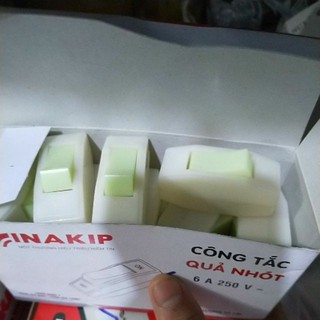 INAKIP
CÔNG TẮC
QUẢ NHÓT
6 A 250 V ~